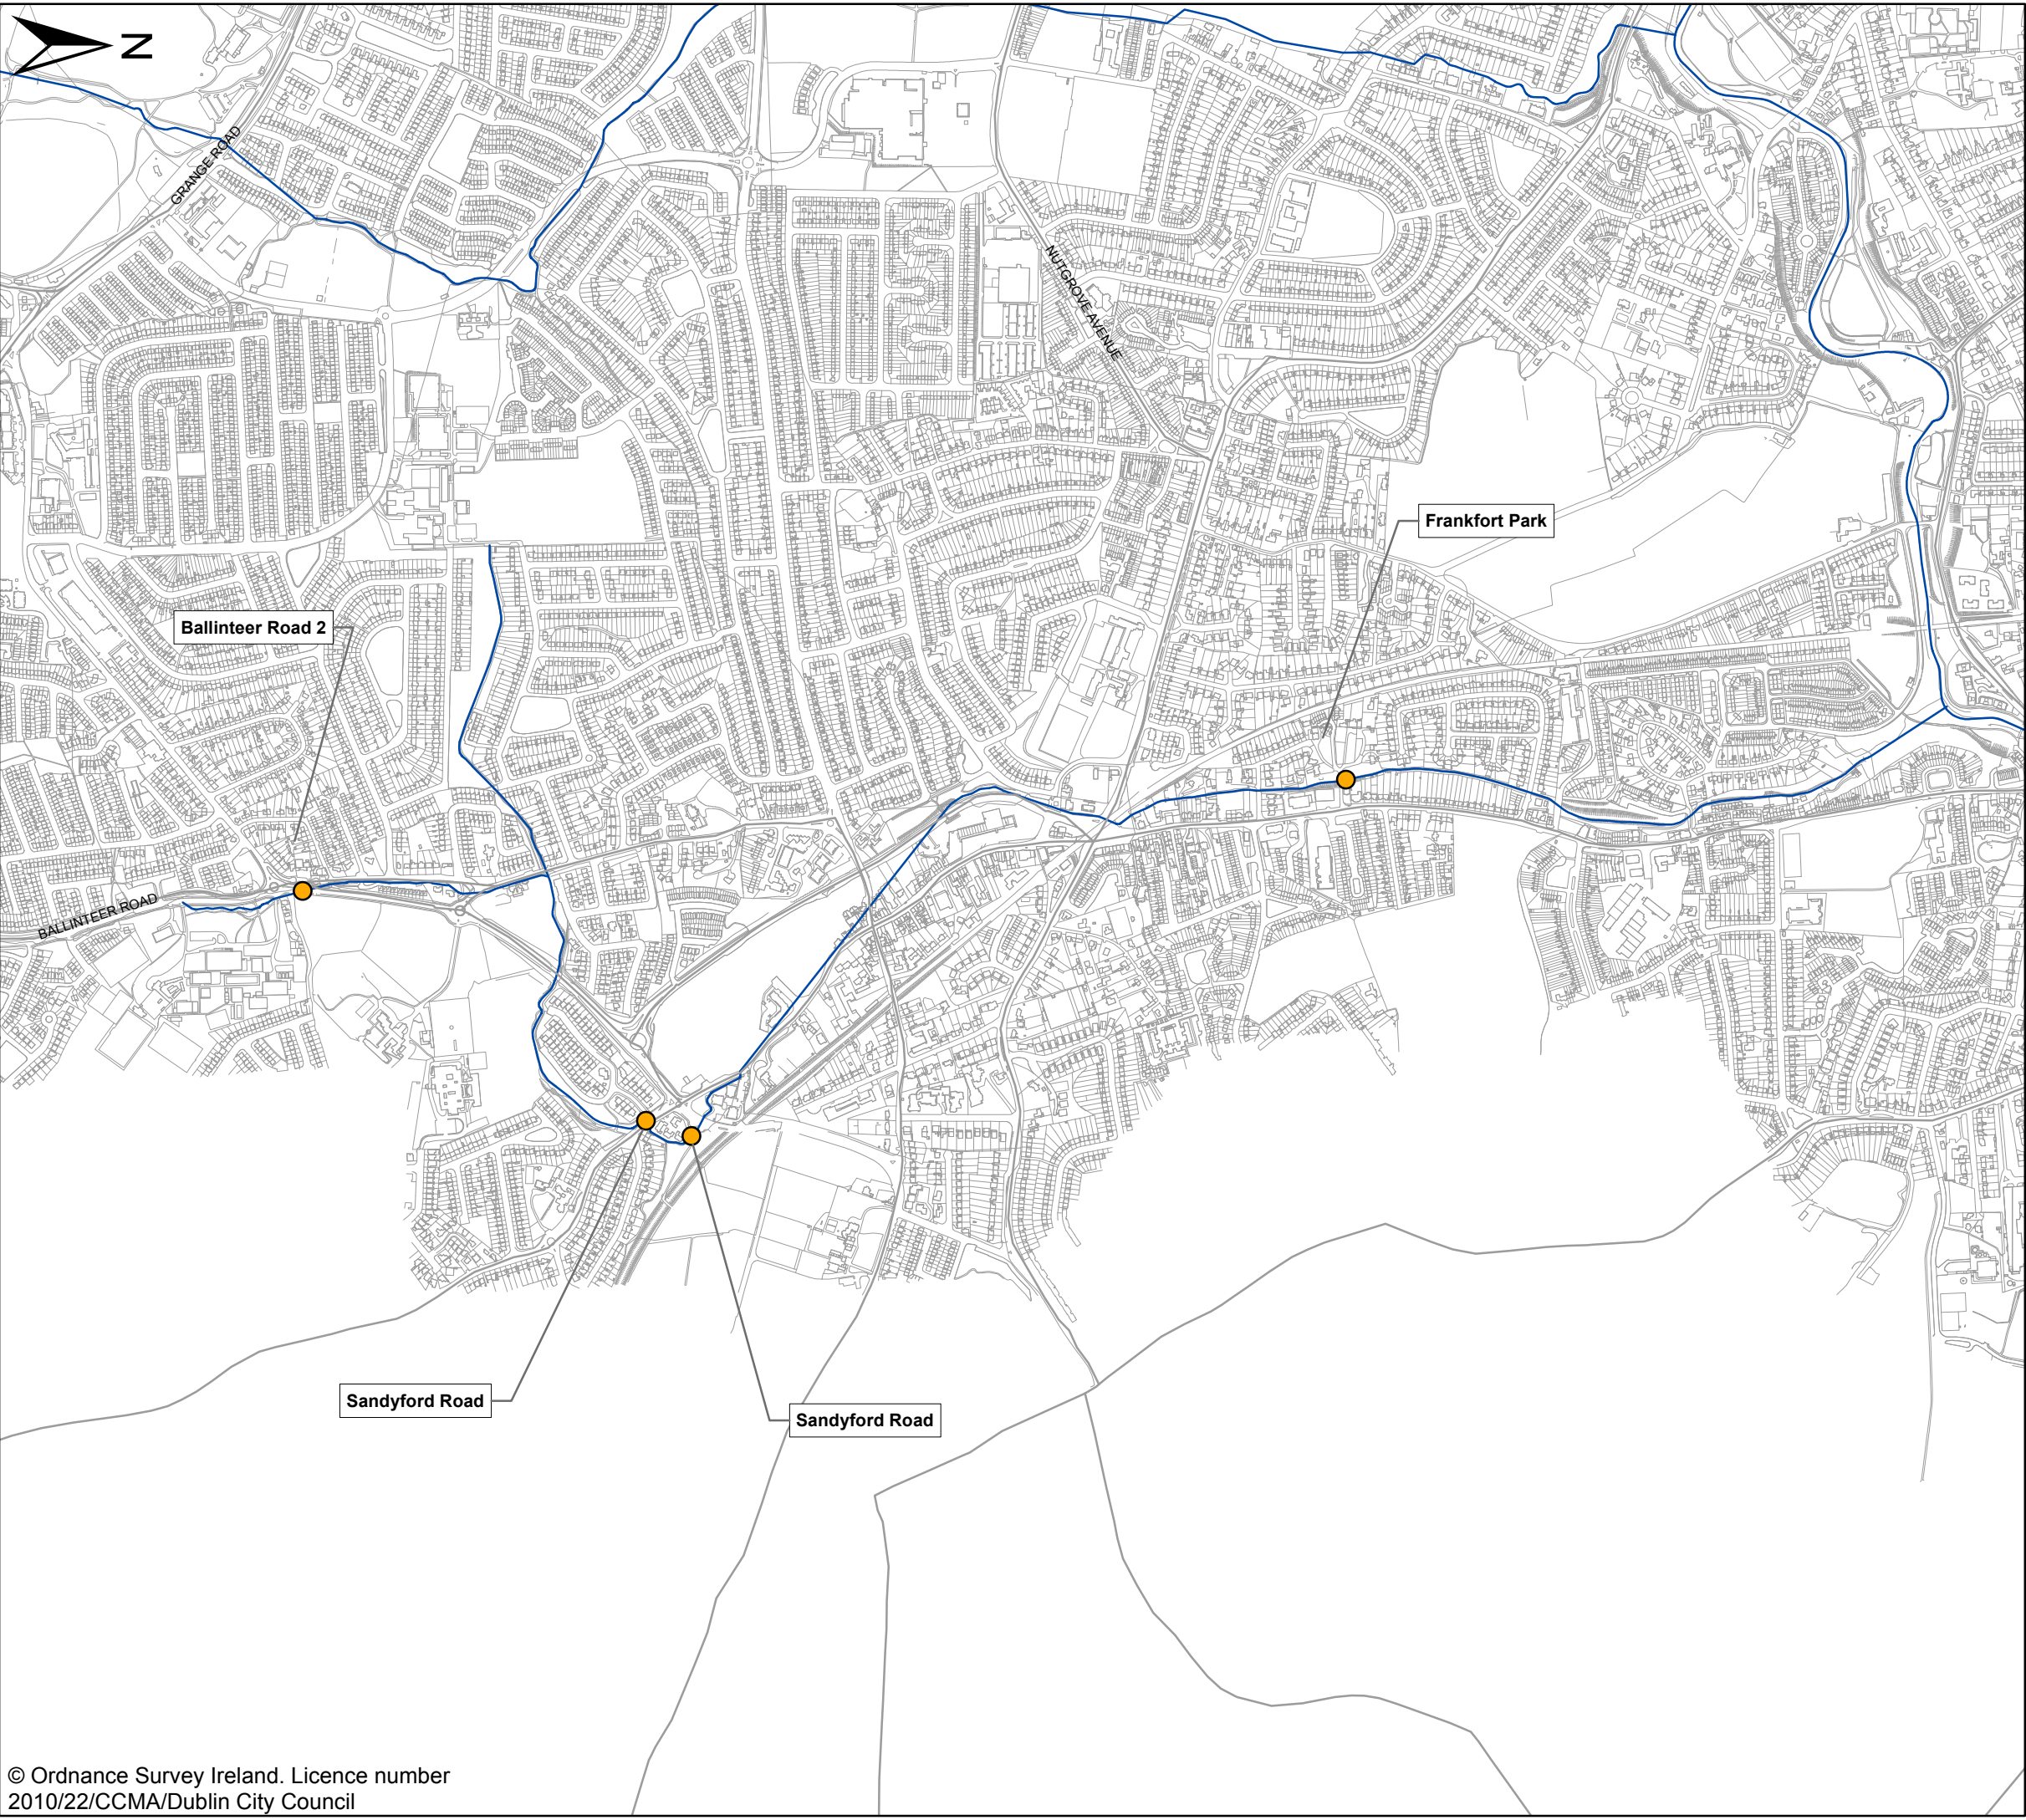 N
GRANGE ROAD
NUTGROVE AVENUE
Frankfort Park
Ballinteer Road 2
BALLINTEER ROAD
Sandyford Road
Sandyford Road
© Ordnance Survey Ireland. Licence number
2010/22/CCMA/Dublin City Council